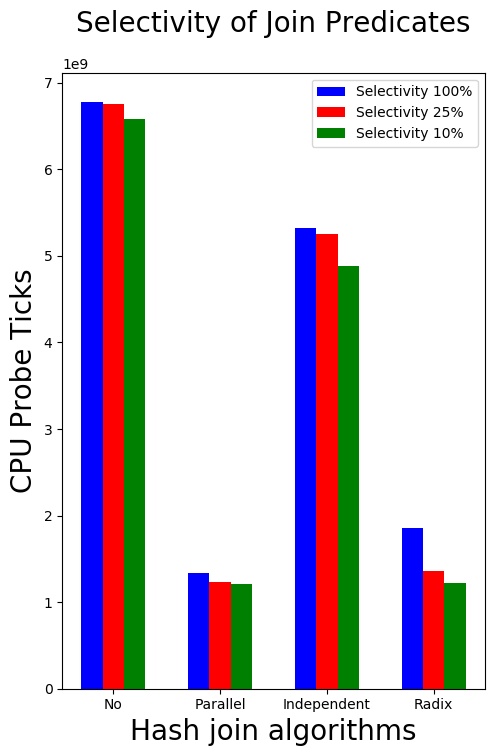 Selectivity of Join Predicates
1e9
Selectivity 100%
Selectivity 25%
Selectivity 10%
7
6
5
4
3
2
1
0
CPU Probe Ticks
No Parallel Independent Radix
Hash join algorithms